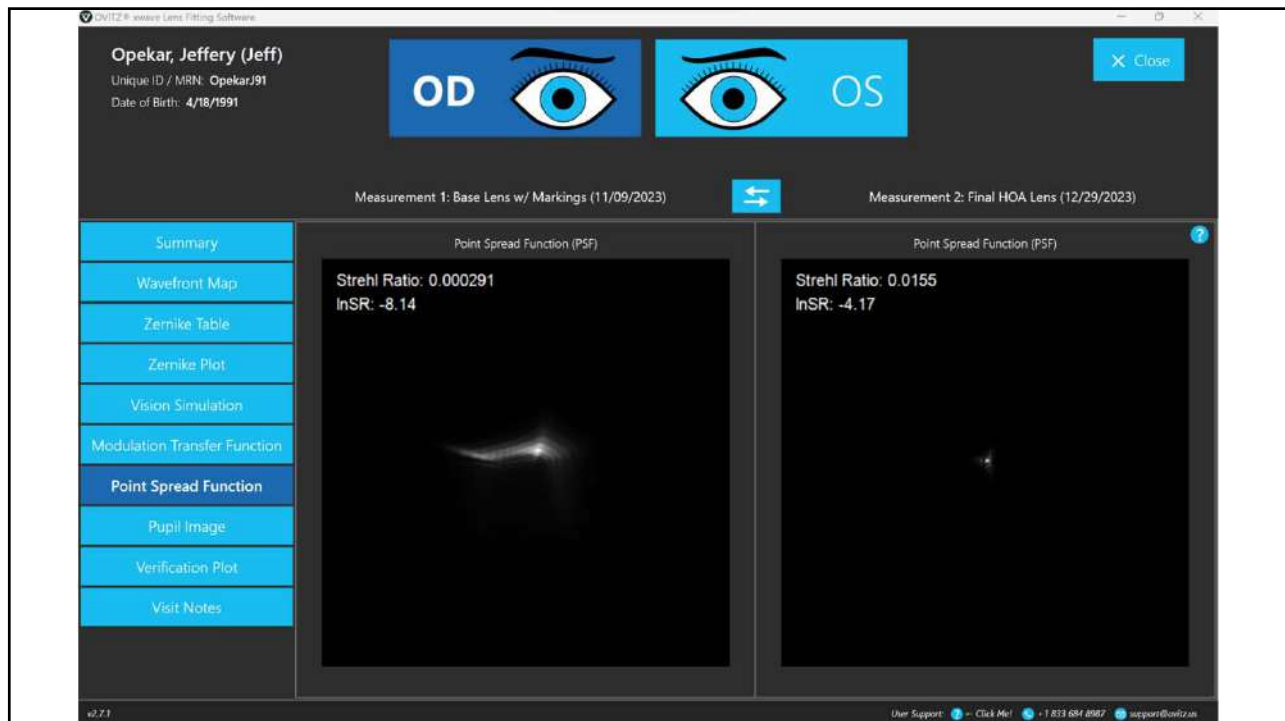 OVITZ® xwave Lens Fitting Software
Opekar, Jeffery (Jeff)
Unique ID / MRN: OpekarJ91
Date of Birth: 4/18/1991
OD
OS
Close
Measurement 1: Base Lens w/ Markings (11/09/2023)
Measurement 2: Final HOA Lens (12/29/2023)
Summary
Wavefront Map
Zernike Table
Zernike Plot
Vision Simulation
Modulation Transfer Function
Point Spread Function
Pupil Image
Verification Plot
Visit Notes
Point Spread Function (PSF)
Strehl Ratio: 0.000291
lnSR: -8.14
Point Spread Function (PSF)
?
Strehl Ratio: 0.0155
lnSR: -4.17
v2.7.1
User Support: ? ← Click Me! +1 833 684 8987 support@ovitz.us